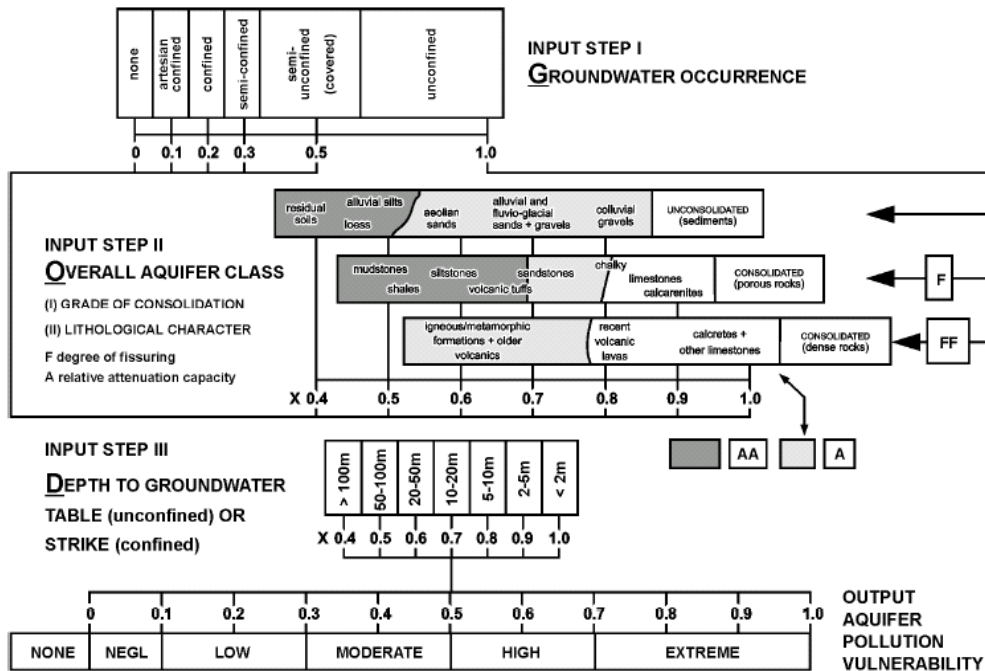 none
artesian
confined
confined
semi-confined
semi-
unconfined
(covered)
unconfined
0 0.1 0.2 0.3 0.5 1.0
INPUT STEP I
GROUNDWATER OCCURRENCE
INPUT STEP II
OVERALL AQUIFER CLASS
(I) GRADE OF CONSOLIDATION
(II) LITHOLOGICAL CHARACTER
F degree of fissuring
A relative attenuation capacity
residual
soils
alluvial silts
loess
aeolian
sands
alluvial and
fluvio-glacial
sands + gravels
colluvial
gravels
UNCONSOLIDATED
(sediments)
mudstones
shales
siltstones
volcanic tuffs
sandstones
chalky
limestones
calcarenites
CONSOLIDATED
(porous rocks)
F
igneous/metamorphic
formations + older
volcanics
recent
volcanic
lavas
calcretes +
other limestones
CONSOLIDATED
(dense rocks)
FF
X 0.4 0.5 0.6 0.7 0.8 0.9 1.0
AA A
INPUT STEP III
DEPTH TO GROUNDWATER
TABLE (unconfined) OR
STRIKE (confined)
> 100m
50-100m
20-50m
10-20m
5-10m
2-5m
< 2m
X 0.4 0.5 0.6 0.7 0.8 0.9 1.0
0 0.1 0.2 0.3 0.4 0.5 0.6 0.7 0.8 0.9 1.0
NONE NEGL LOW MODERATE HIGH EXTREME
OUTPUT
AQUIFER
POLLUTION
VULNERABILITY